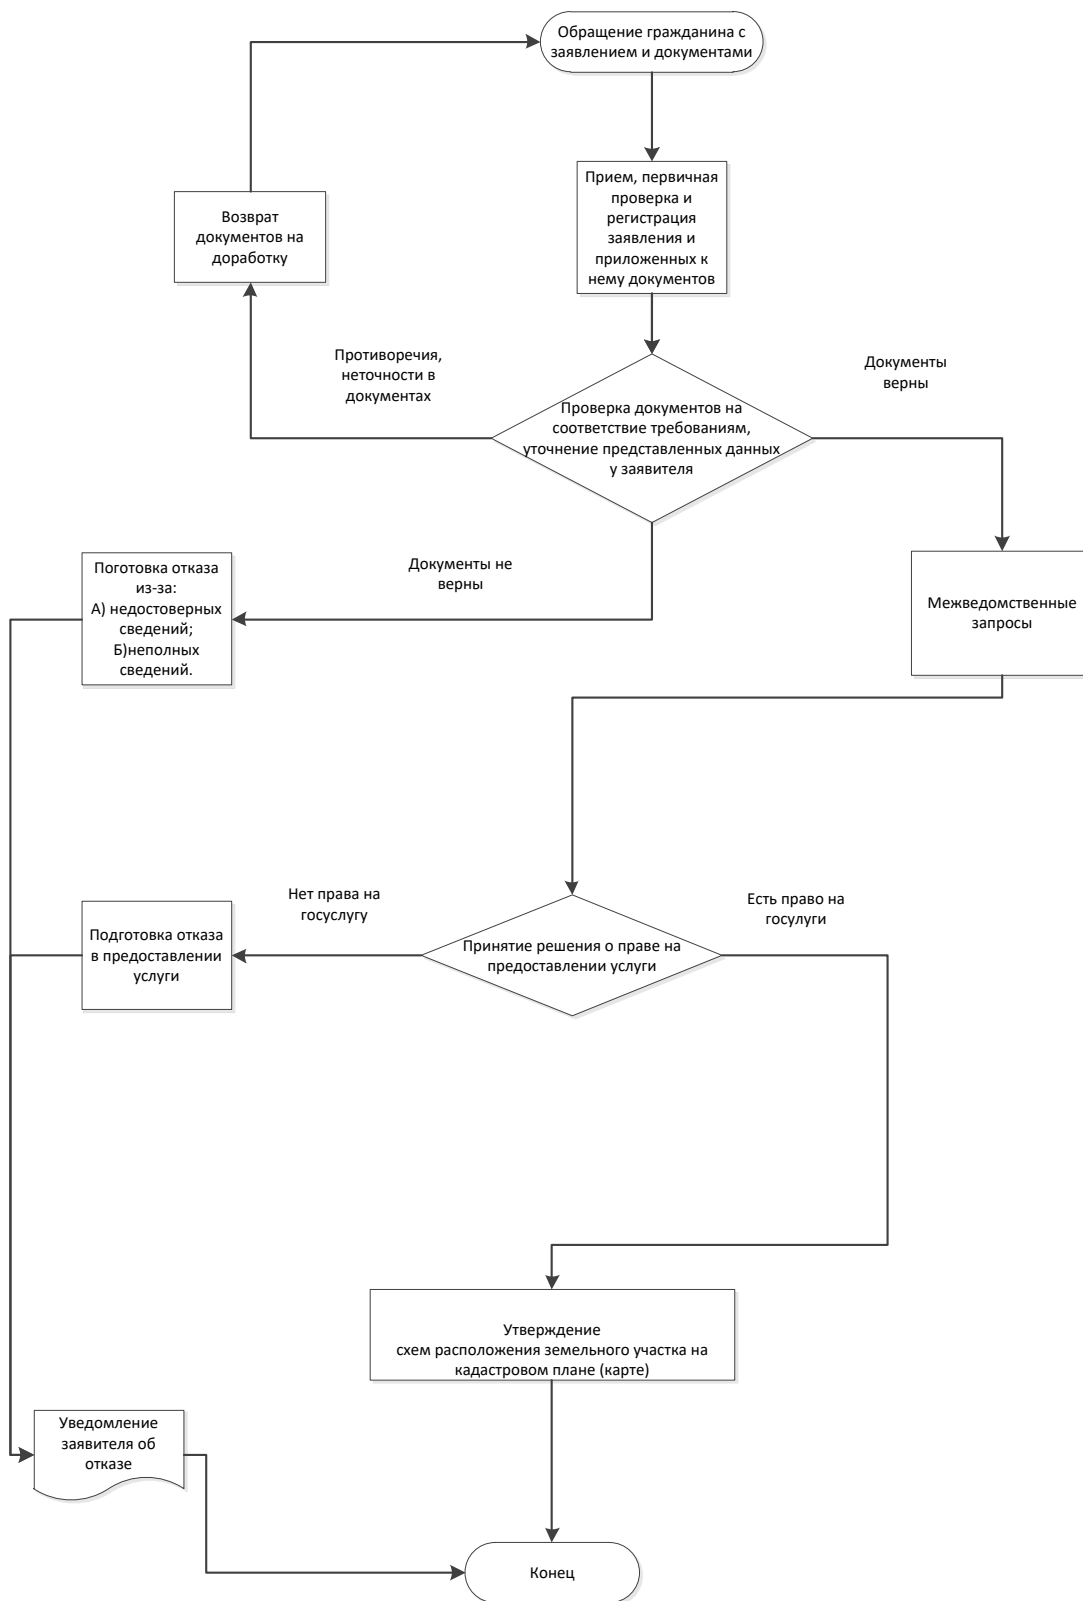 Обращение гражданина с
заявлением и документами
Прием, первичная
проверка и
регистрация
заявления и
приложенных к
нему документов
Возврат
документов на
доработку
Противоречия,
неточности в
документах
Документы
верны
Проверка документов на
соответствие требованиям,
уточнение представленных данных
у заявителя
Документы не
верны
Поготовка отказа
из-за:
А) недостоверных
сведений;
Б)неполных
сведений.
Межведомственные
запросы
Нет права на
госуслугу
Есть право на
госулуги
Подготовка отказа
в предоставлении
услуги
Принятие решения о праве на
предоставлении услуги
Утверждение
схем расположения земельного участка на
кадастровом плане (карте)
Уведомление
заявителя об
отказе
Конец